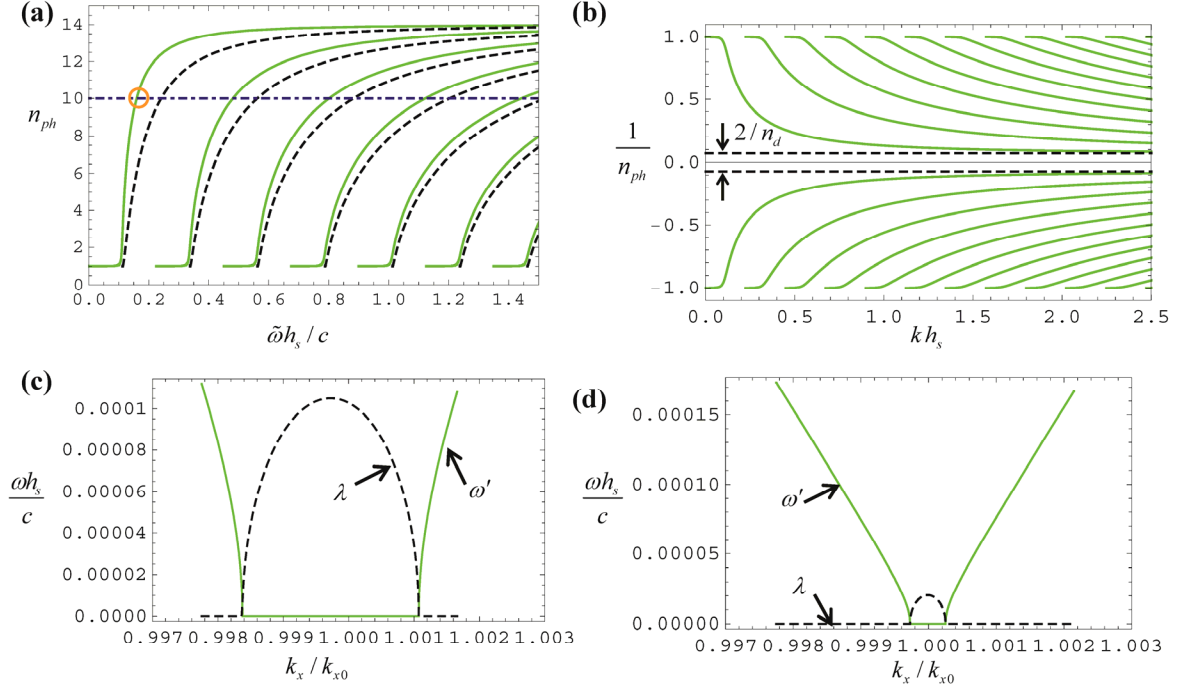 (a)
14
12
10
n_ph
8
6
4
2
1
0
0.0 0.2 0.4 0.6 0.8 1.0 1.2 1.4
ω̃h_s / c
(b)
1.0
0.5
1/n_ph
0.0
-0.5
-1.0
2/n_d
0.0 0.5 1.0 1.5 2.0 2.5
kh_s
(c)
0.0001
0.00008
0.00006
0.00004
0.00002
0.0000
ωh_s/c
λ
ω'
0.997 0.998 0.999 1.000 1.001 1.002 1.003
k_x / k_x0
(d)
0.00015
0.00010
0.00005
0.00000
ωh_s/c
ω'
λ
0.997 0.998 0.999 1.000 1.001 1.002 1.003
k_x / k_x0